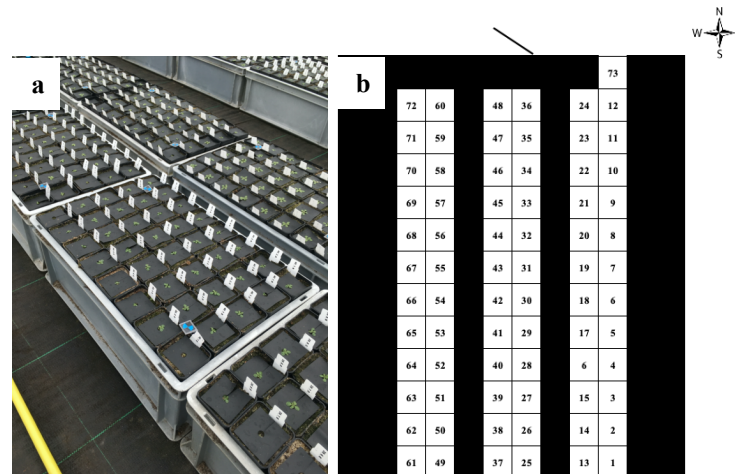 N
W E
S
a
b
73
72 60 48 36 24 12
71 59 47 35 23 11
70 58 46 34 22 10
69 57 45 33 21 9
68 56 44 32 20 8
67 55 43 31 19 7
66 54 42 30 18 6
65 53 41 29 17 5
64 52 40 28 6 4
63 51 39 27 15 3
62 50 38 26 14 2
61 49 37 25 13 1